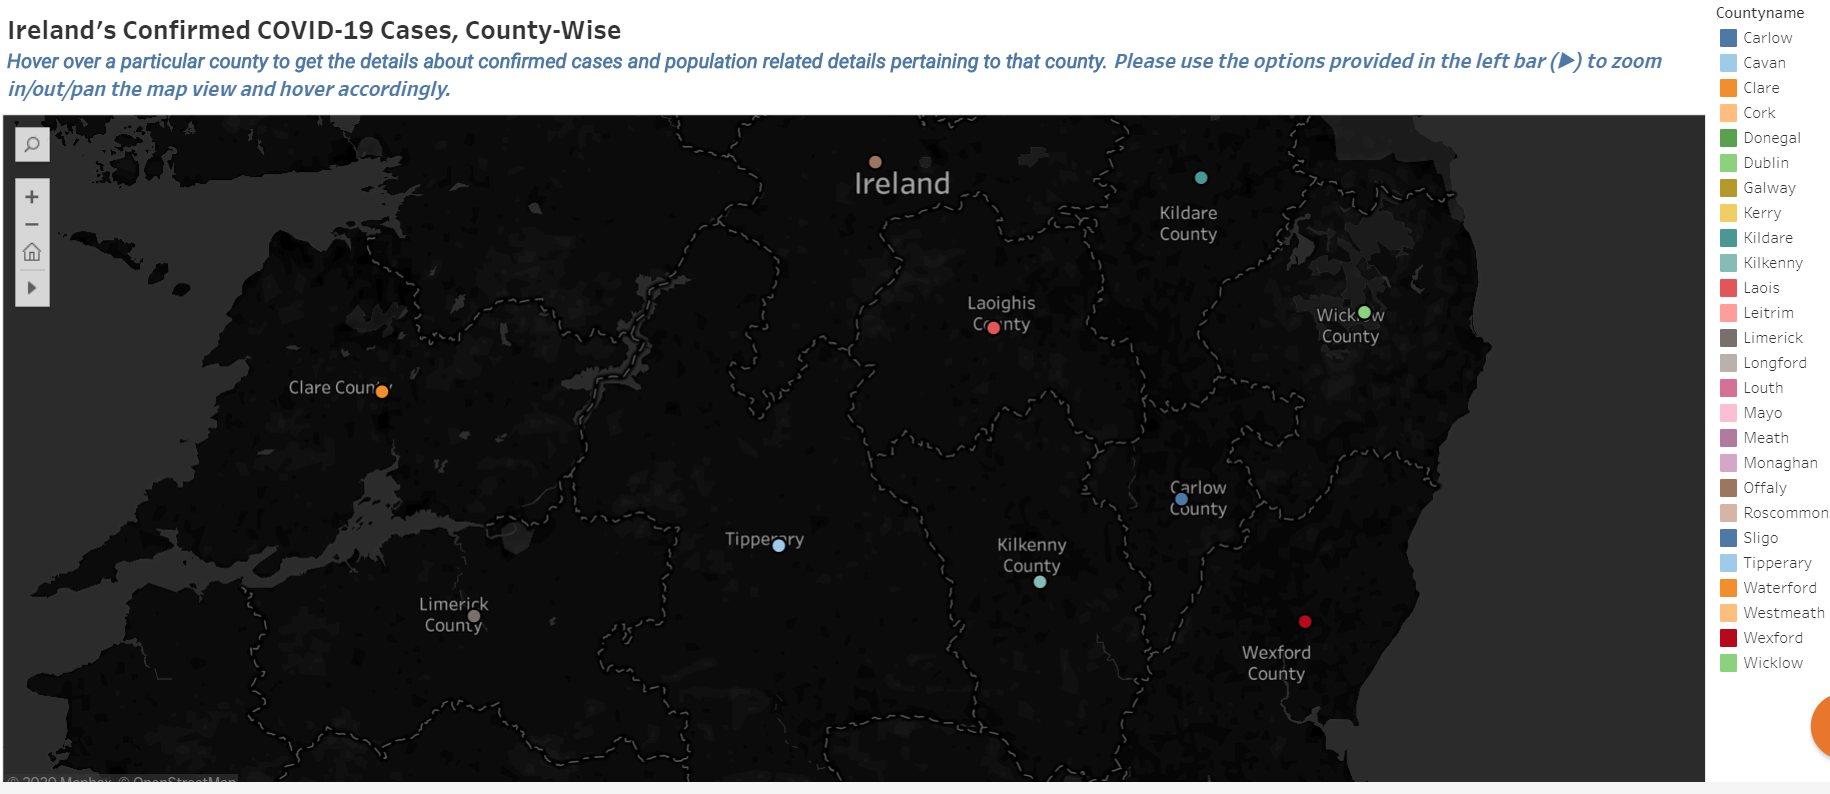 Ireland’s Confirmed COVID-19 Cases, County-Wise
Hover over a particular county to get the details about confirmed cases and population related details pertaining to that county. Please use the options provided in the left bar (▶) to zoom
in/out/pan the map view and hover accordingly.
Ireland
Kildare
County
Laoighis
County
Wicklow
County
Clare County
Carlow
County
Tipperary
Kilkenny
County
Limerick
County
Wexford
County
© 2020 Mapbox © OpenStreetMap
Countyname
Carlow
Cavan
Clare
Cork
Donegal
Dublin
Galway
Kerry
Kildare
Kilkenny
Laois
Leitrim
Limerick
Longford
Louth
Mayo
Meath
Monaghan
Offaly
Roscommon
Sligo
Tipperary
Waterford
Westmeath
Wexford
Wicklow